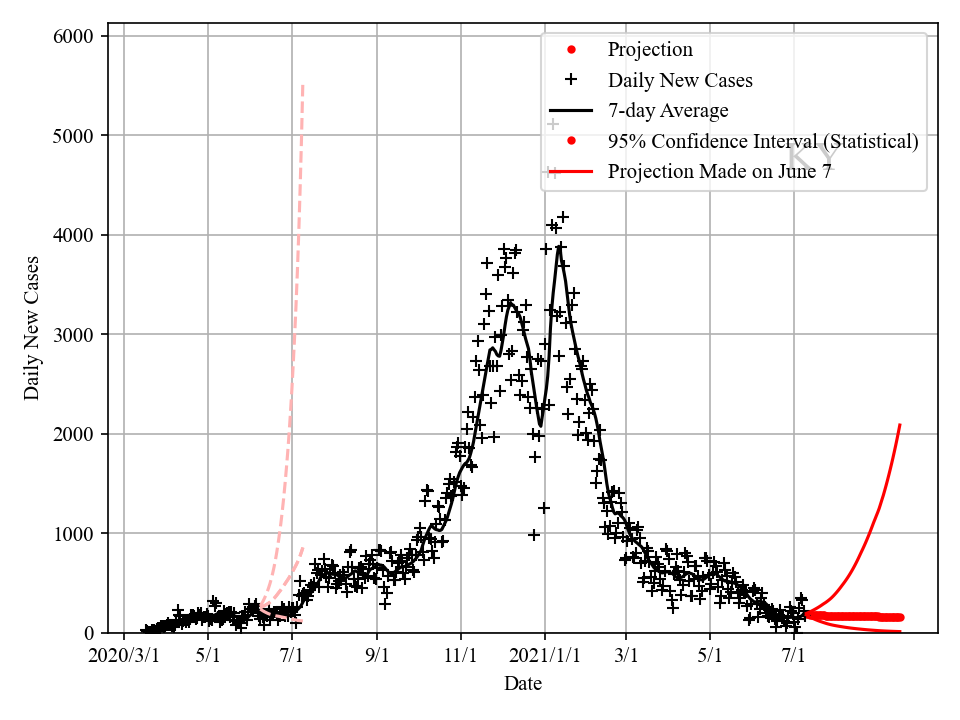 6000
5000
4000
3000
2000
1000
0
Daily New Cases
Projection
Daily New Cases
7-day Average
95% Confidence Interval (Statistical)
Projection Made on June 7
KY
2020/3/1 5/1 7/1 9/1 11/1 2021/1/1 3/1 5/1 7/1
Date